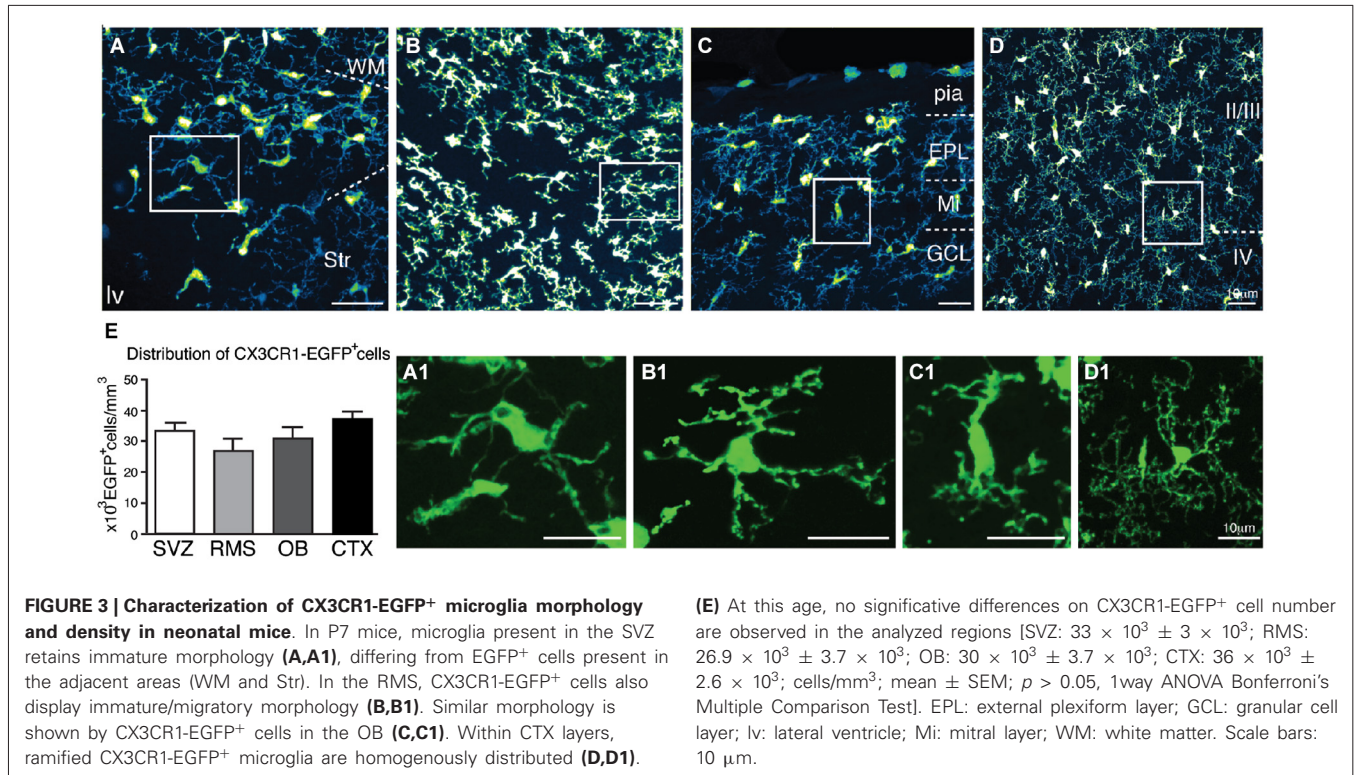 A
WM
Str
lv
B
C
pia
EPL
Mi
GCL
D
II/III
IV
10μm
E
Distribution of CX3CR1-EGFP⁺cells
x10³EGFP⁺cells/mm³
50
40
30
20
10
0
SVZ RMS OB CTX
A1
B1
C1
D1
10μm
FIGURE 3 | Characterization of CX3CR1-EGFP⁺ microglia morphology
and density in neonatal mice. In P7 mice, microglia present in the SVZ
retains immature morphology (A,A1), differing from EGFP⁺ cells present in
the adjacent areas (WM and Str). In the RMS, CX3CR1-EGFP⁺ cells also
display immature/migratory morphology (B,B1). Similar morphology is
shown by CX3CR1-EGFP⁺ cells in the OB (C,C1). Within CTX layers,
ramified CX3CR1-EGFP⁺ microglia are homogenously distributed (D,D1).
(E) At this age, no significative differences on CX3CR1-EGFP⁺ cell number
are observed in the analyzed regions [SVZ: 33 × 10³ ± 3 × 10³; RMS:
26.9 × 10³ ± 3.7 × 10³; OB: 30 × 10³ ± 3.7 × 10³; CTX: 36 × 10³ ±
2.6 × 10³; cells/mm³; mean ± SEM; p > 0.05, 1way ANOVA Bonferroni's
Multiple Comparison Test]. EPL: external plexiform layer; GCL: granular cell
layer; lv: lateral ventricle; Mi: mitral layer; WM: white matter. Scale bars:
10 μm.